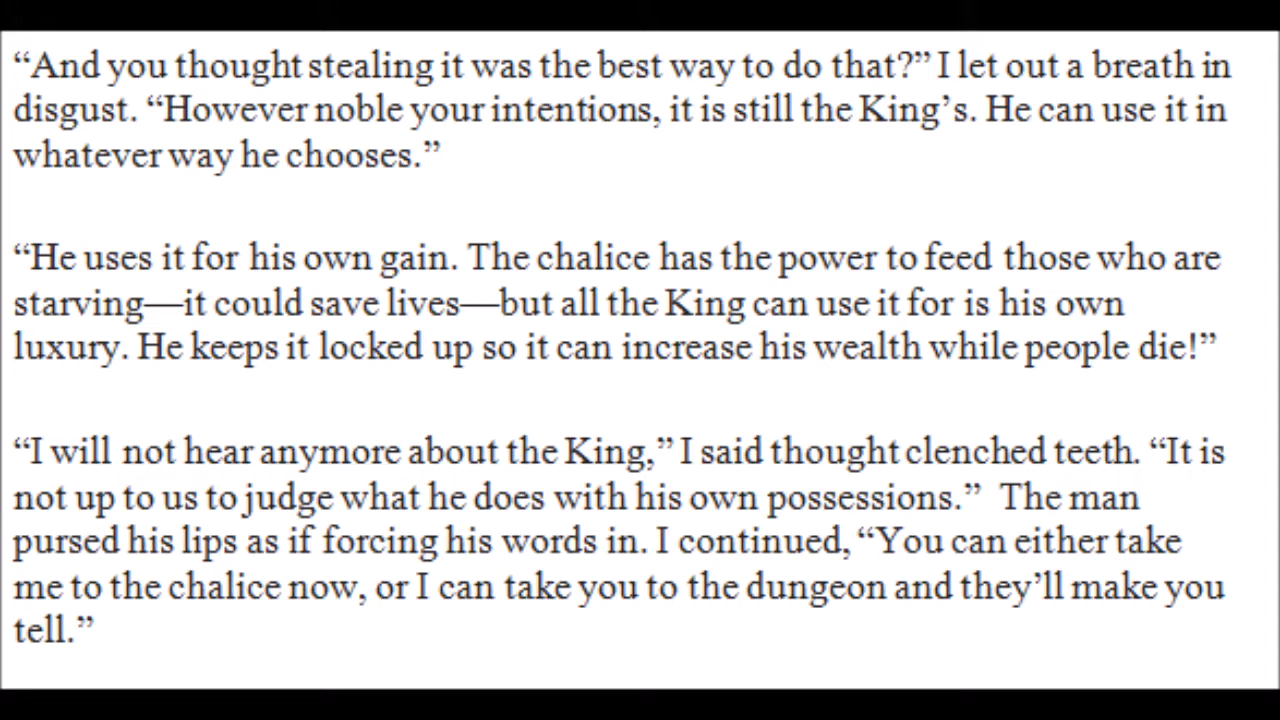 “And you thought stealing it was the best way to do that?” I let out a breath in
disgust. “However noble your intentions, it is still the King’s. He can use it in
whatever way he chooses.”
“He uses it for his own gain. The chalice has the power to feed those who are
starving—it could save lives—but all the King can use it for is his own
luxury. He keeps it locked up so it can increase his wealth while people die!”
“I will not hear anymore about the King,” I said thought clenched teeth. “It is
not up to us to judge what he does with his own possessions.”  The man
pursed his lips as if forcing his words in. I continued, “You can either take
me to the chalice now, or I can take you to the dungeon and they’ll make you
tell.”